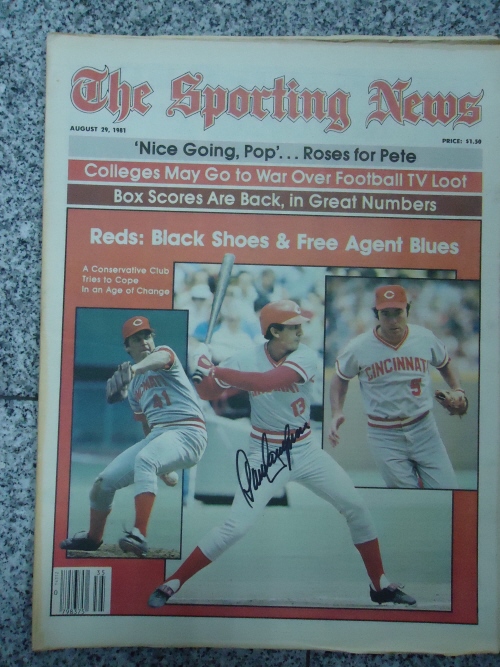 The Sporting News
AUGUST 29, 1981
PRICE: $1.50
'Nice Going, Pop'... Roses for Pete
Colleges May Go to War Over Football TV Loot
Box Scores Are Back, in Great Numbers
Reds: Black Shoes & Free Agent Blues
A Conservative Club
Tries to Cope
In an Age of Change
41
13
CINCINNATI
35